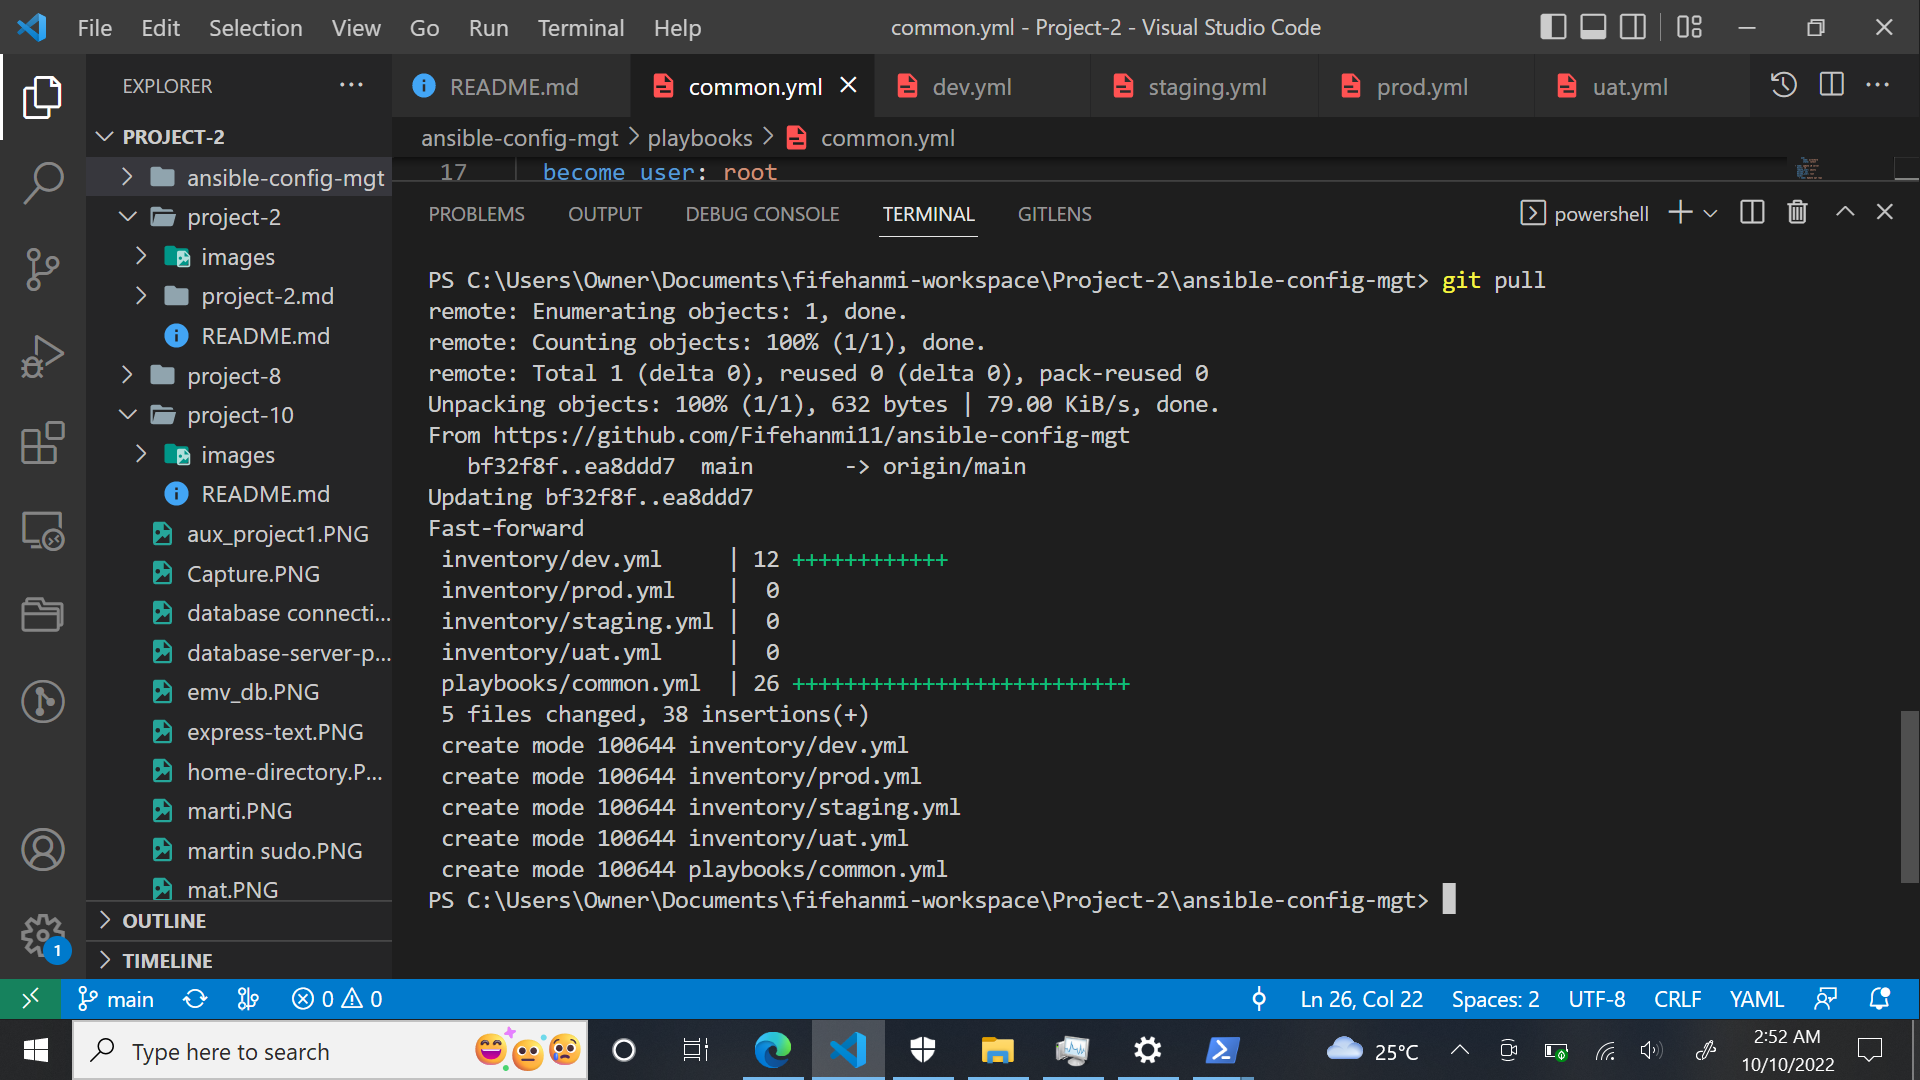 File Edit Selection View Go Run Terminal Help
common.yml - Project-2 - Visual Studio Code
EXPLORER
README.md
common.yml
dev.yml
staging.yml
prod.yml
uat.yml
PROJECT-2
ansible-config-mgt > playbooks > common.yml
17 become_user: root
ansible-config-mgt
project-2
images
project-2.md
README.md
project-8
project-10
images
README.md
aux_project1.PNG
Capture.PNG
database connecti...
database-server-p...
emv_db.PNG
express-text.PNG
home-directory.P...
marti.PNG
martin sudo.PNG
mat.PNG
OUTLINE
TIMELINE
PROBLEMS OUTPUT DEBUG CONSOLE TERMINAL GITLENS
powershell
PS C:\Users\Owner\Documents\fifehanmi-workspace\Project-2\ansible-config-mgt> git pull
remote: Enumerating objects: 1, done.
remote: Counting objects: 100% (1/1), done.
remote: Total 1 (delta 0), reused 0 (delta 0), pack-reused 0
Unpacking objects: 100% (1/1), 632 bytes | 79.00 KiB/s, done.
From https://github.com/Fifehanmi11/ansible-config-mgt
bf32f8f..ea8ddd7 main -> origin/main
Updating bf32f8f..ea8ddd7
Fast-forward
inventory/dev.yml | 12 ++++++++++++
inventory/prod.yml | 0
inventory/staging.yml | 0
inventory/uat.yml | 0
playbooks/common.yml | 26 ++++++++++++++++++++++++++
5 files changed, 38 insertions(+)
create mode 100644 inventory/dev.yml
create mode 100644 inventory/prod.yml
create mode 100644 inventory/staging.yml
create mode 100644 inventory/uat.yml
create mode 100644 playbooks/common.yml
PS C:\Users\Owner\Documents\fifehanmi-workspace\Project-2\ansible-config-mgt>
1
main 0 0 Ln 26, Col 22 Spaces: 2 UTF-8 CRLF YAML
Type here to search
25°C
2:52 AM
10/10/2022